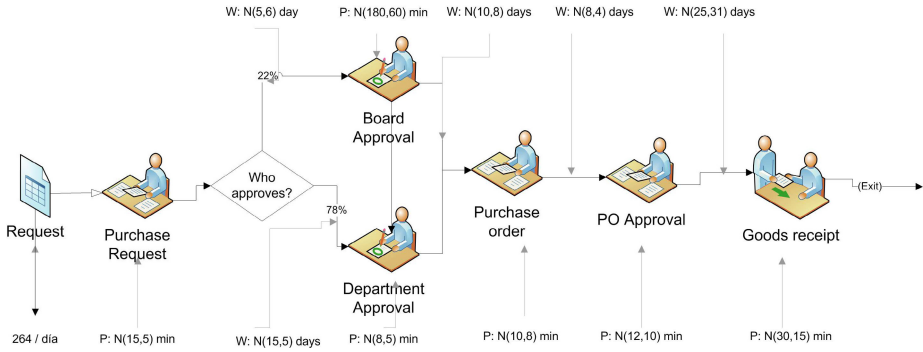 W: N(5,6) day
P: N(180,60) min
W: N(10,8) days
W: N(8,4) days
W: N(25,31) days
22%
Board
Approval
Who
approves?
(Exit)
78%
Request
Purchase
Request
Purchase
order
PO Approval
Goods receipt
Department
Approval
264 / día
P: N(15,5) min
W: N(15,5) days
P: N(8,5) min
P: N(10,8) min
P: N(12,10) min
P: N(30,15) min